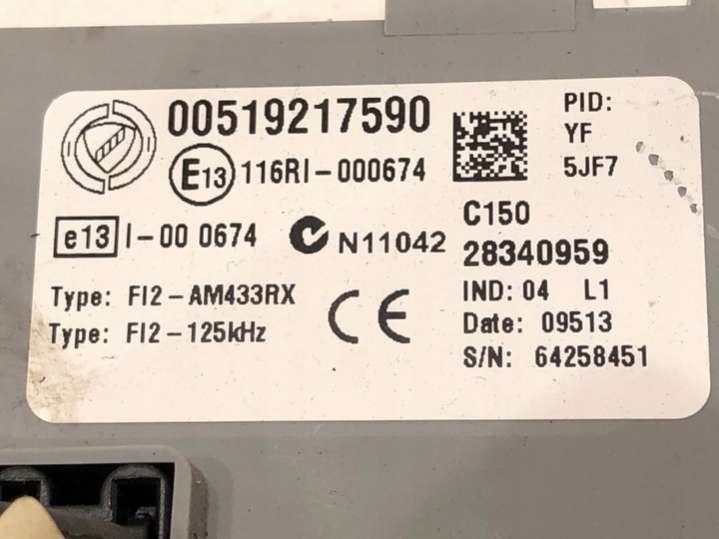 00519217590
E13 116RI-000674
e13 I-00 0674
N11042
Type: FI2-AM433RX
Type: FI2-125kHz
CE
PID:
YF
5JF7
C150
28340959
IND: 04 L1
Date: 09513
S/N: 64258451